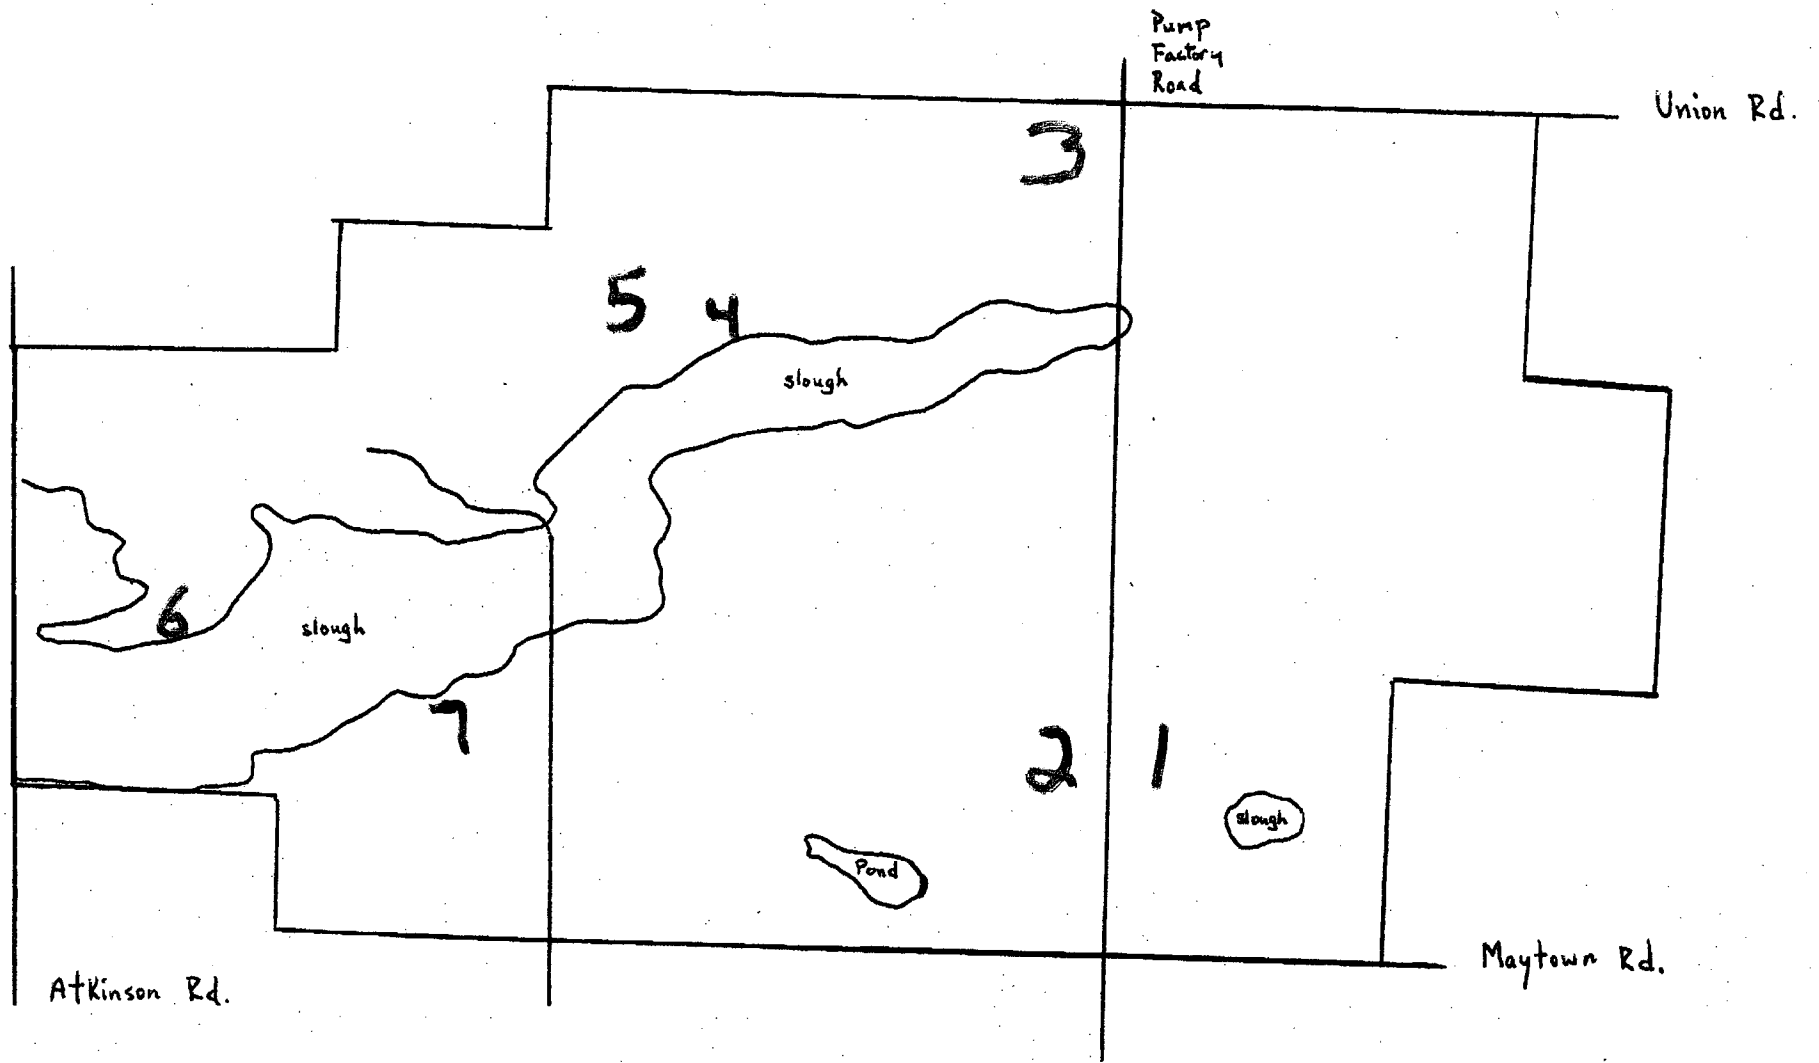 Pump
Factory
Road
Union Rd.
3
5
4
slough
6
slough
7
2
1
slough
Pond
Maytown Rd.
Atkinson Rd.